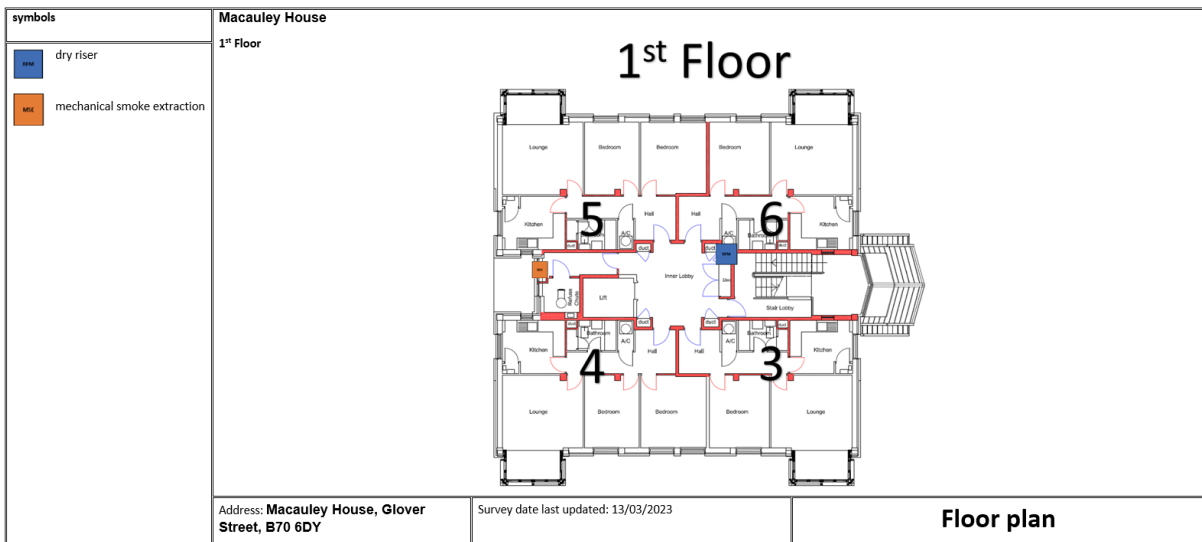 symbols
dry riser
MSE
mechanical smoke extraction
Macauley House
1st Floor
1st Floor
Lounge
Bedroom
Bedroom
Bedroom
Lounge
Kitchen
5
Hall
Hall
6
Kitchen
A/C
A/C
Bathroom
duct
duct
Inner Lobby
Refuse Chute
Lift
Stair Lobby
duct
duct
Kitchen
Bathroom
A/C
Hall
Hall
A/C
Bathroom
Kitchen
4
3
Lounge
Bedroom
Bedroom
Bedroom
Lounge
Address: Macauley House, Glover
Street, B70 6DY
Survey date last updated: 13/03/2023
Floor plan